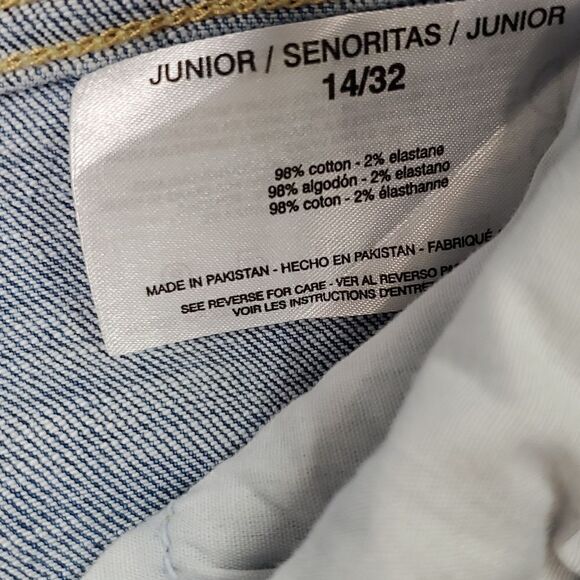 JUNIOR / SENORITAS / JUNIOR
14/32
98% cotton - 2% elastane
98% algodón - 2% elastano
98% coton - 2% élasthanne
MADE IN PAKISTAN - HECHO EN PAKISTAN - FABRIQUÉ
SEE REVERSE FOR CARE - VER AL REVERSO
VOIR LES INSTRUCTIONS